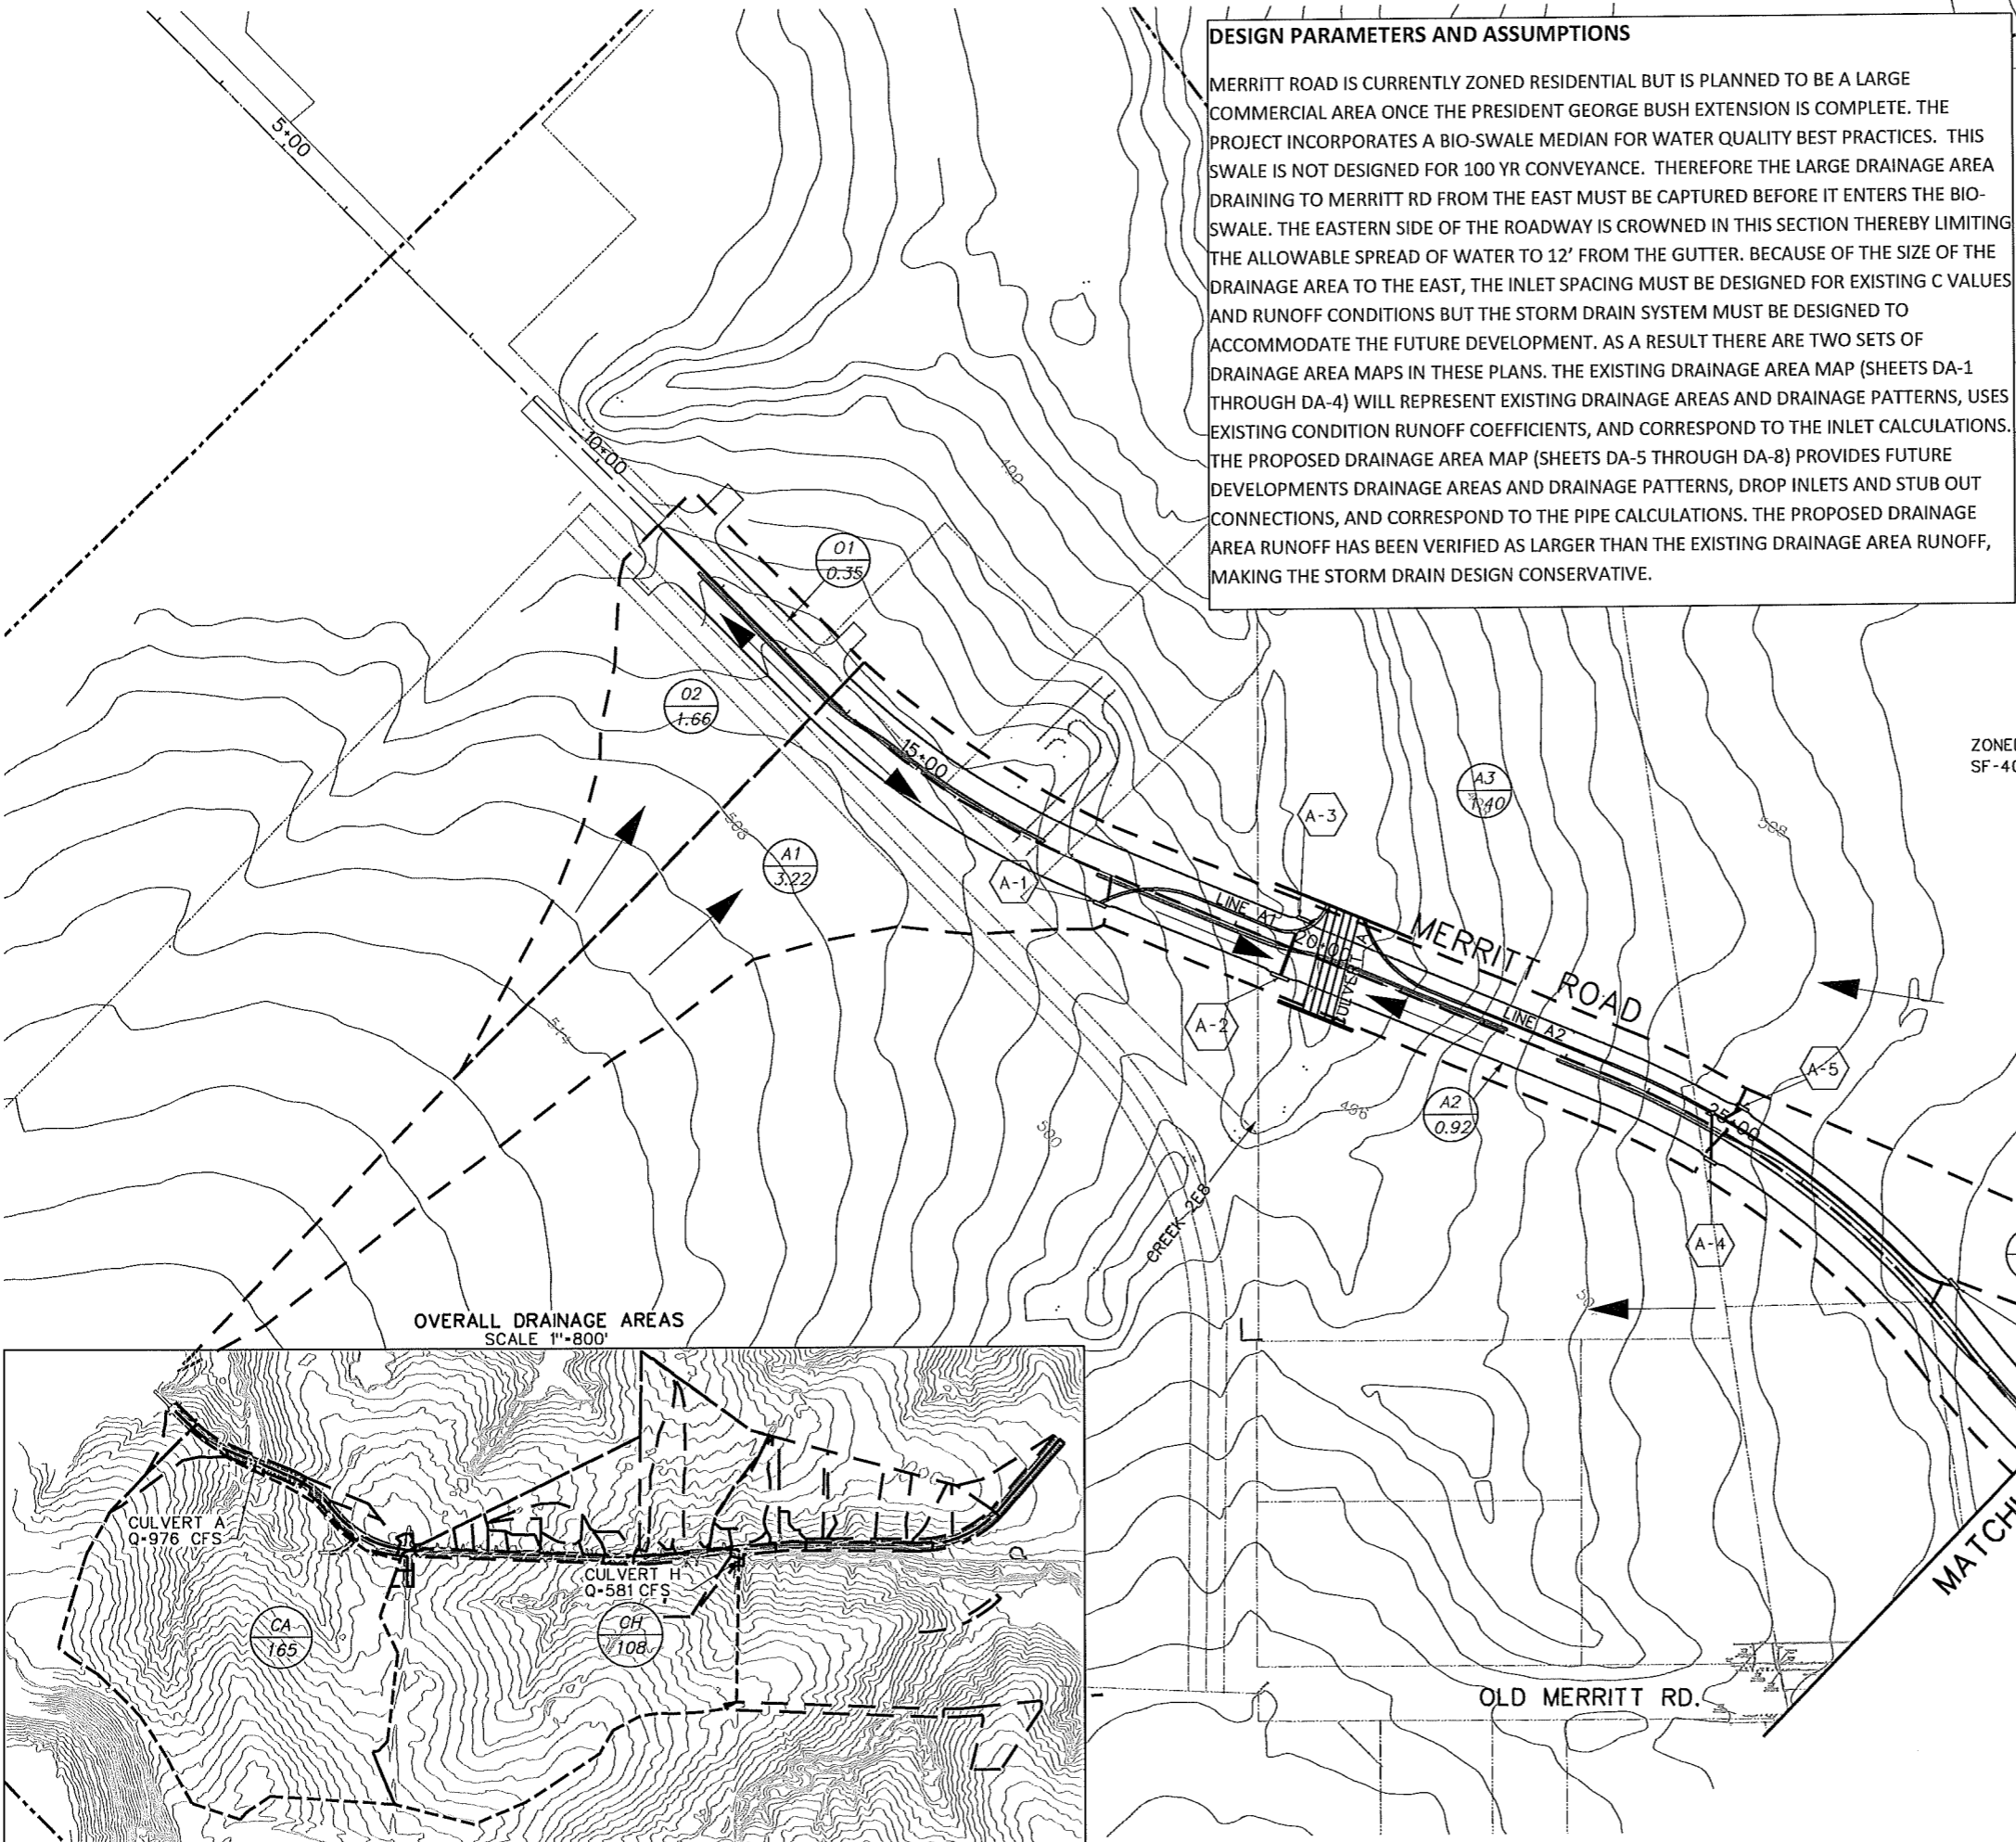 DESIGN PARAMETERS AND ASSUMPTIONS
MERRITT ROAD IS CURRENTLY ZONED RESIDENTIAL BUT IS PLANNED TO BE A LARGE
COMMERCIAL AREA ONCE THE PRESIDENT GEORGE BUSH EXTENSION IS COMPLETE. THE
PROJECT INCORPORATES A BIO-SWALE MEDIAN FOR WATER QUALITY BEST PRACTICES. THIS
SWALE IS NOT DESIGNED FOR 100 YR CONVEYANCE. THEREFORE THE LARGE DRAINAGE AREA
DRAINING TO MERRITT RD FROM THE EAST MUST BE CAPTURED BEFORE IT ENTERS THE BIO-
SWALE. THE EASTERN SIDE OF THE ROADWAY IS CROWNED IN THIS SECTION THEREBY LIMITING
THE ALLOWABLE SPREAD OF WATER TO 12' FROM THE GUTTER. BECAUSE OF THE SIZE OF THE
DRAINAGE AREA TO THE EAST, THE INLET SPACING MUST BE DESIGNED FOR EXISTING C VALUES
AND RUNOFF CONDITIONS BUT THE STORM DRAIN SYSTEM MUST BE DESIGNED TO
ACCOMMODATE THE FUTURE DEVELOPMENT. AS A RESULT THERE ARE TWO SETS OF
DRAINAGE AREA MAPS IN THESE PLANS. THE EXISTING DRAINAGE AREA MAP (SHEETS DA-1
THROUGH DA-4) WILL REPRESENT EXISTING DRAINAGE AREAS AND DRAINAGE PATTERNS, USES
EXISTING CONDITION RUNOFF COEFFICIENTS, AND CORRESPOND TO THE INLET CALCULATIONS.
THE PROPOSED DRAINAGE AREA MAP (SHEETS DA-5 THROUGH DA-8) PROVIDES FUTURE
DEVELOPMENTS DRAINAGE AREAS AND DRAINAGE PATTERNS, DROP INLETS AND STUB OUT
CONNECTIONS, AND CORRESPOND TO THE PIPE CALCULATIONS. THE PROPOSED DRAINAGE
AREA RUNOFF HAS BEEN VERIFIED AS LARGER THAN THE EXISTING DRAINAGE AREA RUNOFF,
MAKING THE STORM DRAIN DESIGN CONSERVATIVE.
5+00
10+00
490
O1
0.35
O2
1.66
15+00
A3
1.40
508
508
A-3
A1
3.22
A-1
LINE A1
20+00
MERRITT ROAD
LINE A2
A-2
514
A-5
25+00
A2
0.92
496
500
CREEK 2E8
A-4
OVERALL DRAINAGE AREAS
SCALE 1"=800'
CULVERT A
Q=976 CFS
CULVERT H
Q=581 CFS
CA
165
CH
108
OLD MERRITT RD.